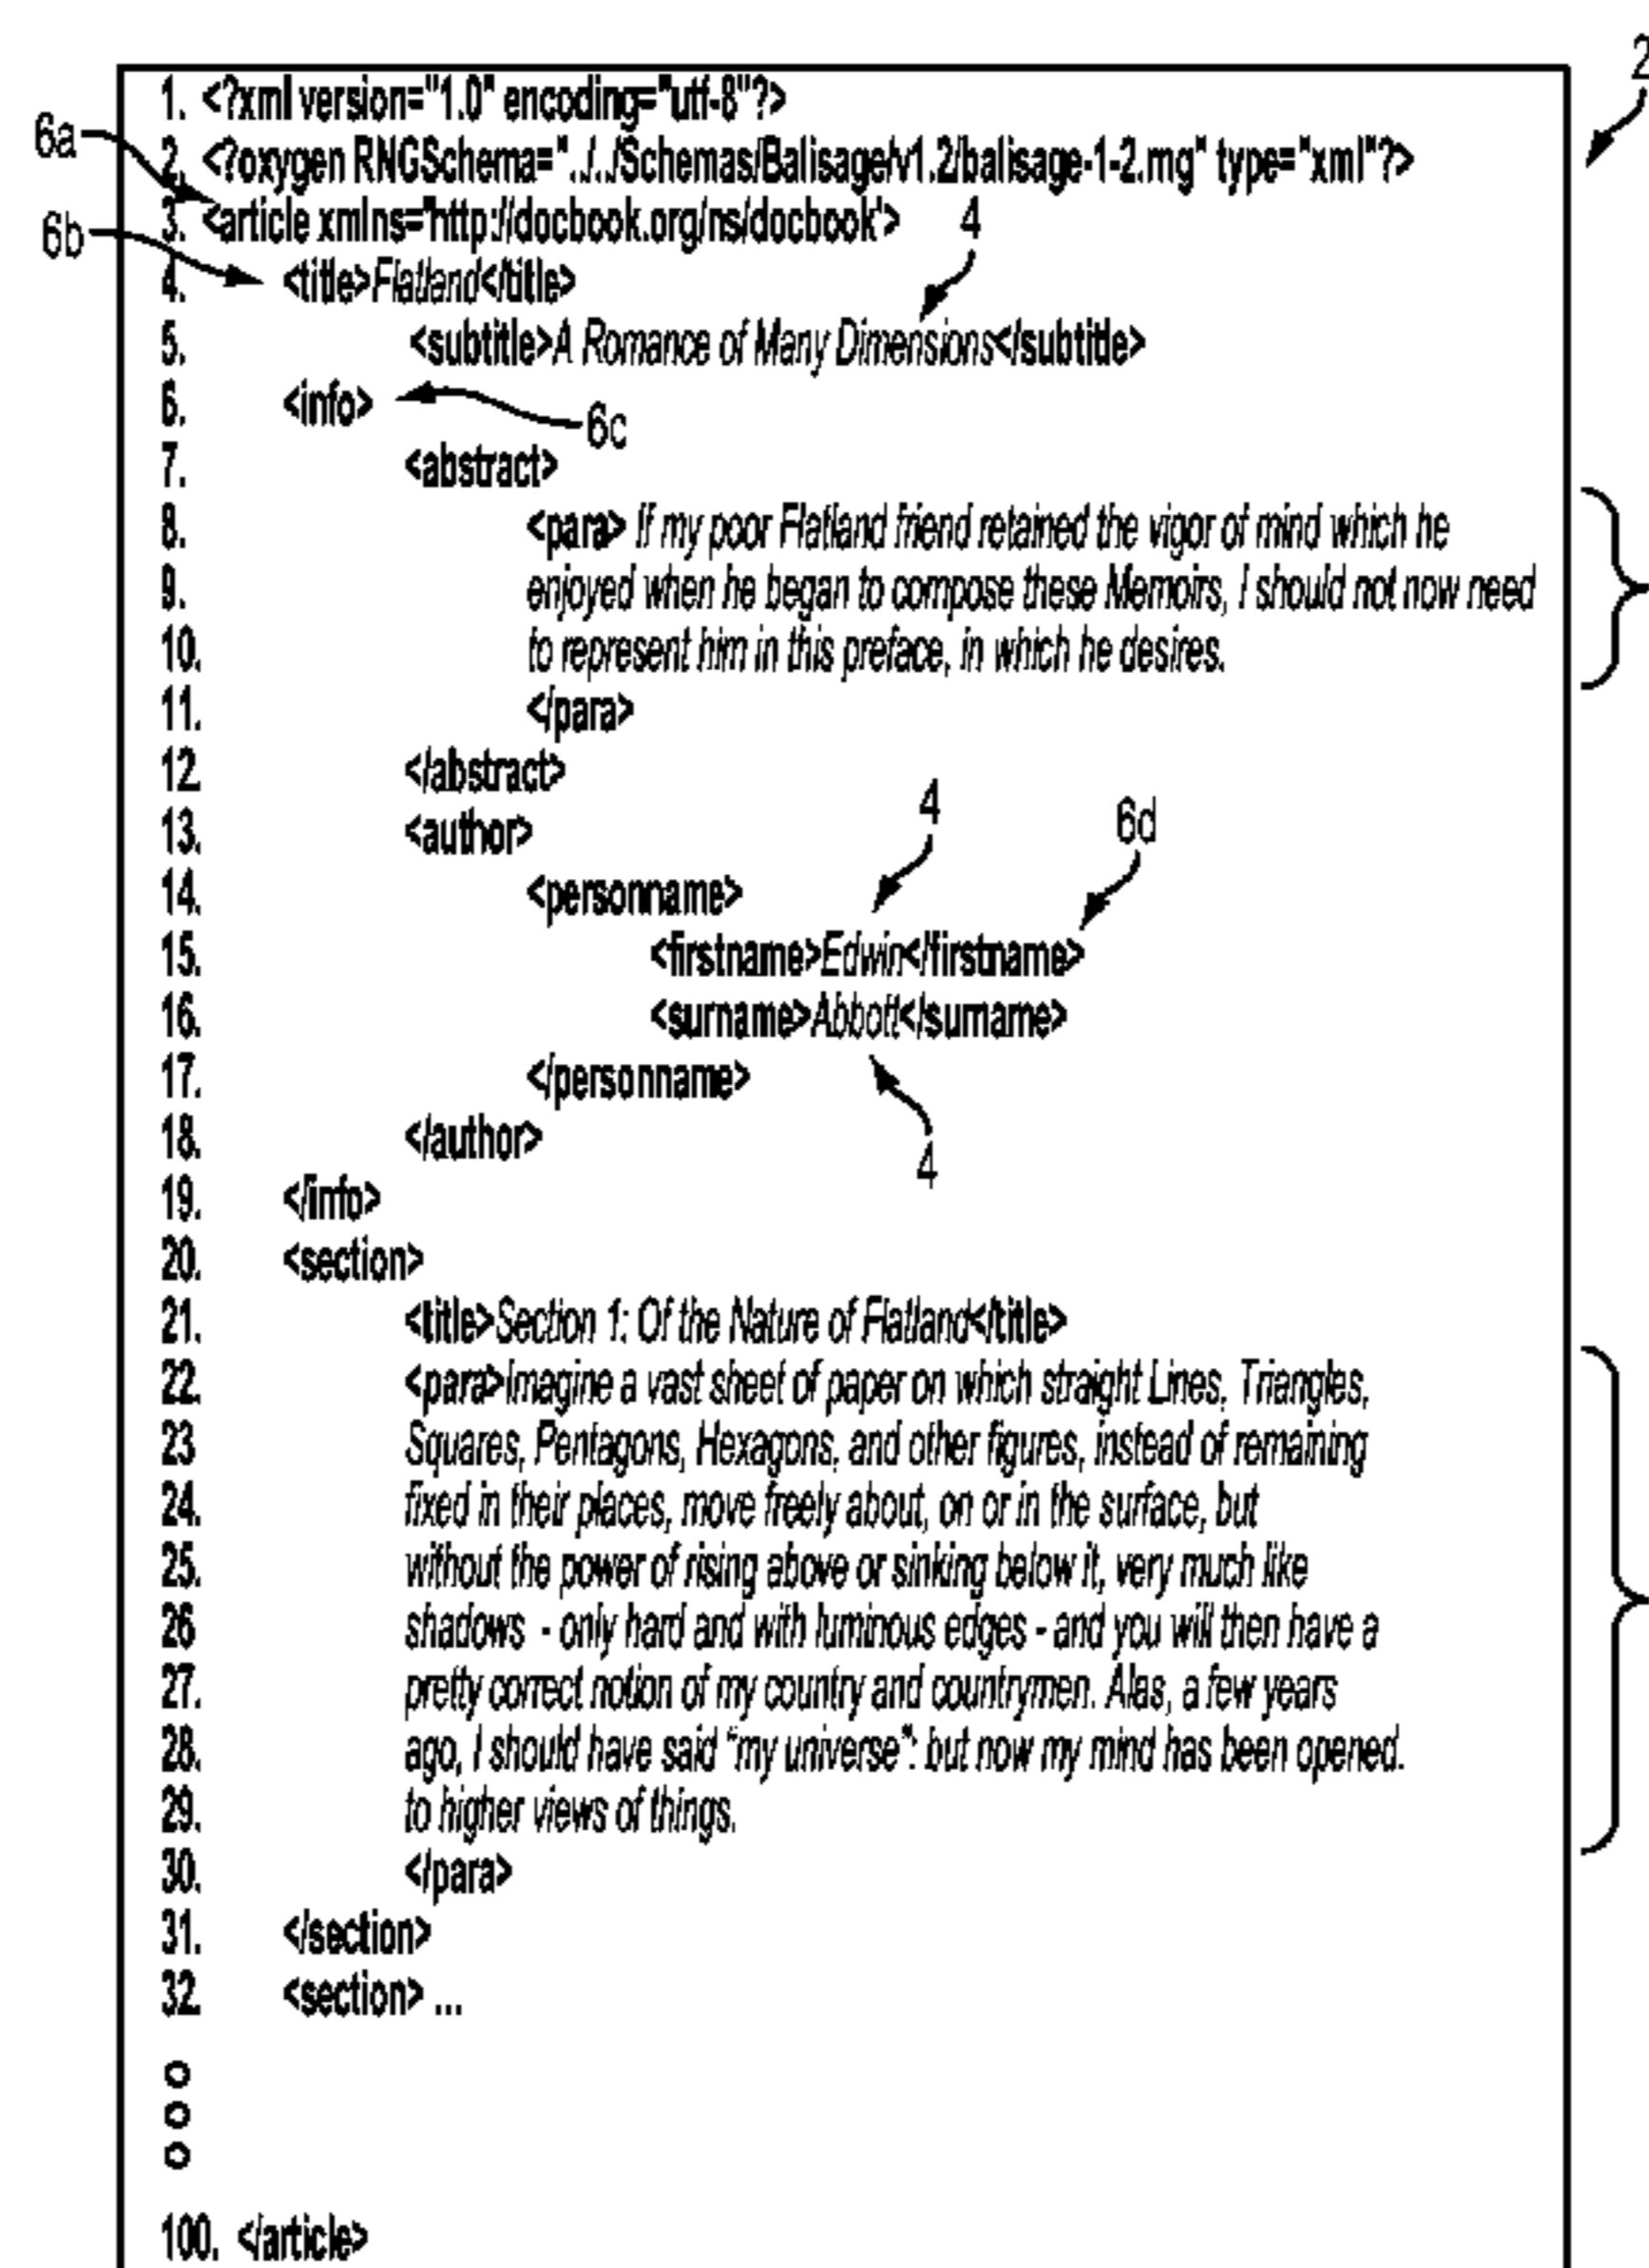 2
1. <?xml version="1.0" encoding="utf-8"?>
6a
2. <?oxygen RNGSchema="../../Schemas/Balisage/v1.2/balisage-1-2.rng" type="xml"?>
3. <article xmlns="http://docbook.org/ns/docbook'>
4
6b
4. <title>Flatland</title>
5. <subtitle>A Romance of Many Dimensions</subtitle>
6. <info>
6c
7. <abstract>
8. <para> If my poor Flatland friend retained the vigor of mind which he
9. enjoyed when he began to compose these Memoirs, I should not now need
10. to represent him in this preface, in which he desires.
11. </para>
12. </abstract>
4
6d
13. <author>
14. <personname>
15. <firstname>Edwin</firstname>
16. <surname>Abbott</surname>
17. </personname>
18. </author>
4
19. </info>
20. <section>
21. <title>Section 1: Of the Nature of Flatland</title>
22. <para>Imagine a vast sheet of paper on which straight Lines, Triangles,
23 Squares, Pentagons, Hexagons, and other figures, instead of remaining
24. fixed in their places, move freely about, on or in the surface, but
25. without the power of rising above or sinking below it, very much like
26 shadows - only hard and with luminous edges - and you will then have a
27. pretty correct notion of my country and countrymen. Alas, a few years
28. ago, I should have said "my universe": but now my mind has been opened.
29. to higher views of things.
30. </para>
31. </section>
32 <section> ...
100. </article>